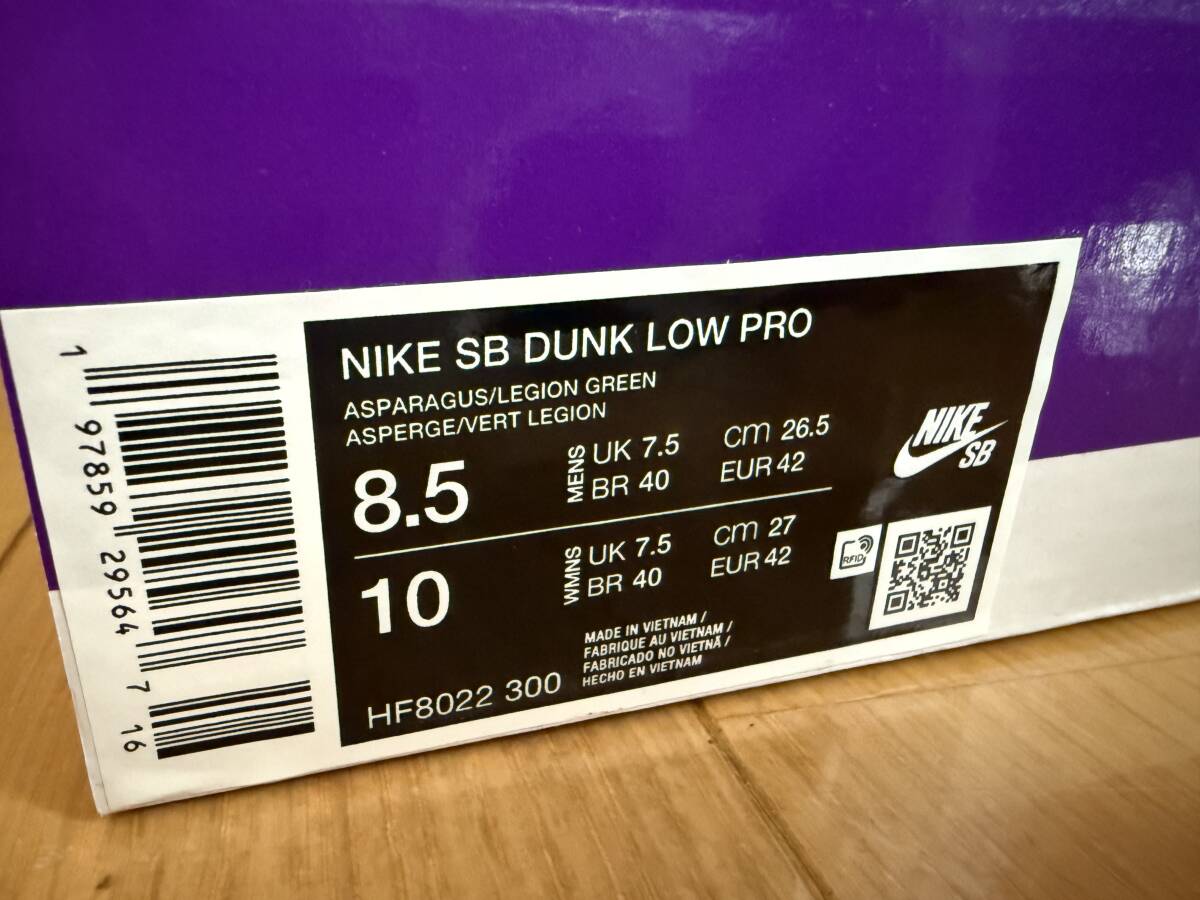 NIKE SB DUNK LOW PRO
ASPARAGUS/LEGION GREEN
ASPERGE/VERT LEGION
8.5
MENS
UK 7.5 cm 26.5
BR 40 EUR 42
10
WMNS
UK 7.5 cm 27
BR 40 EUR 42
MADE IN VIETNAM /
FABRIQUE AU VIETNAM /
FABRICADO NO VIETNÃ /
HECHO EN VIETNAM
HF8022 300
NIKE
SB
RFID
1 97859 29564 7 16